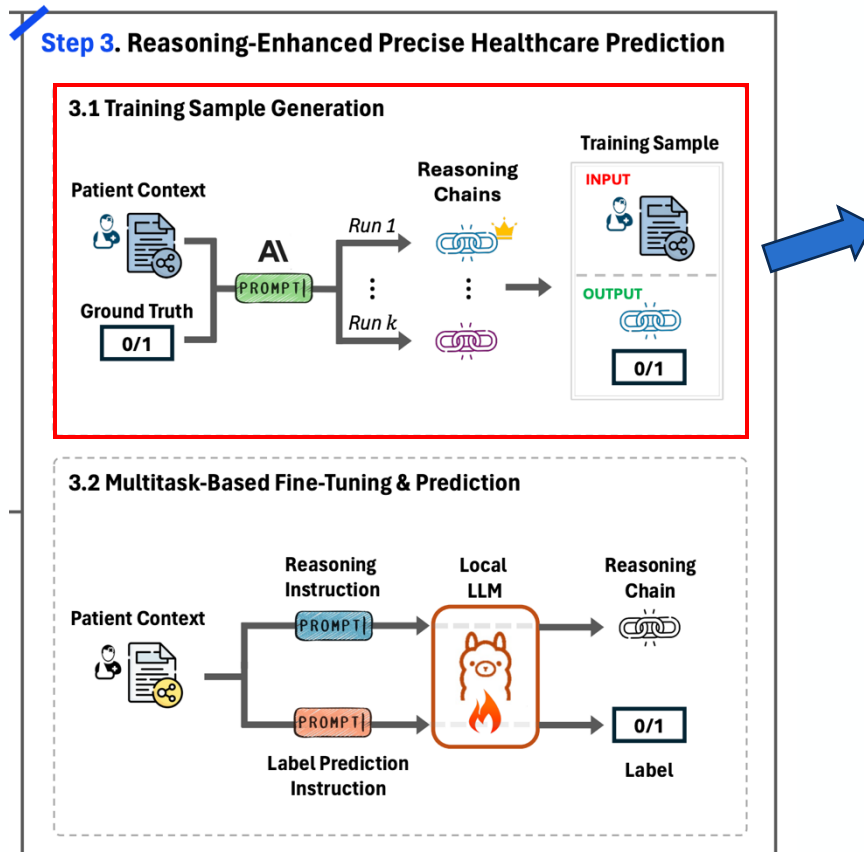 Step 3. Reasoning-Enhanced Precise Healthcare Prediction
3.1 Training Sample Generation
Training Sample
Patient Context
Reasoning
Chains
INPUT
Run 1
A\
PROMPT
Ground Truth
0/1
Run k
OUTPUT
0/1
3.2 Multitask-Based Fine-Tuning & Prediction
Reasoning
Instruction
Local
LLM
Reasoning
Chain
Patient Context
PROMPT
PROMPT
0/1
Label Prediction
Instruction
Label